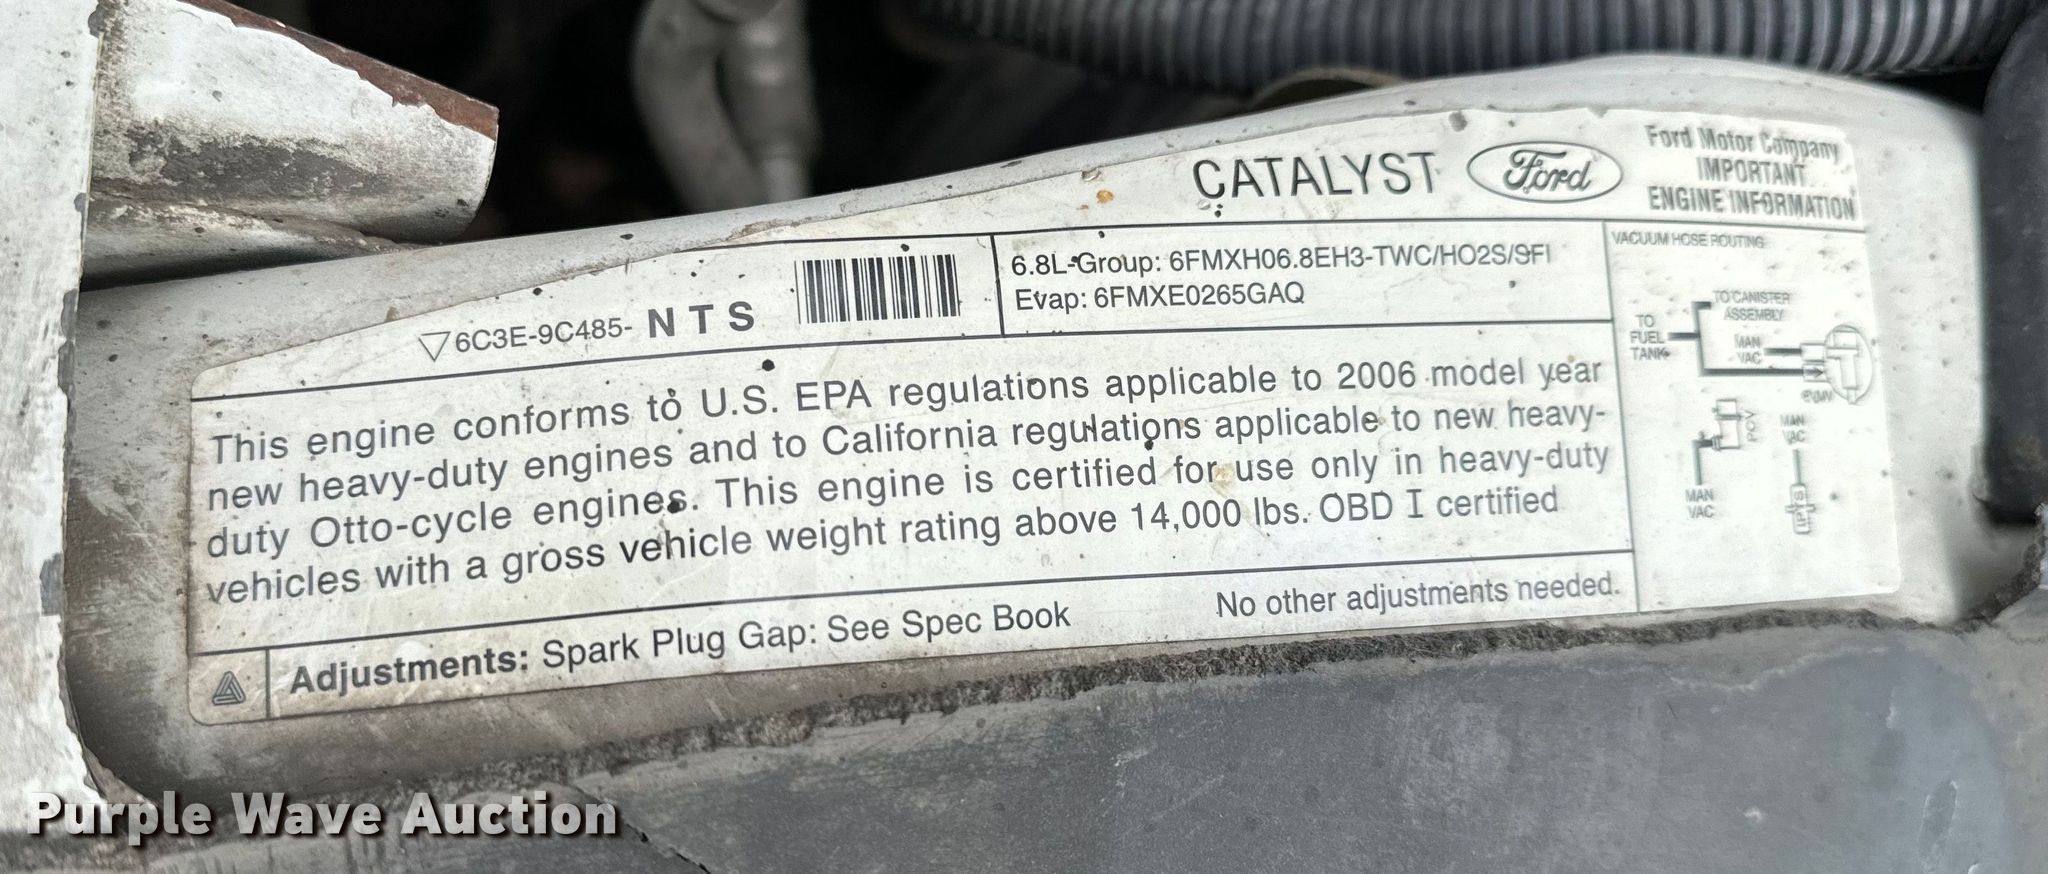 CATALYST Ford
Ford Motor Company
IMPORTANT
ENGINE INFORMATION
6C3E-9C485- NTS
6.8L-Group: 6FMXH06.8EH3-TWC/HO2S/SFI
Evap: 6FMXE0265GAQ
This engine conforms to U.S. EPA regulations applicable to 2006 model year
new heavy-duty engines and to California regulations applicable to new heavy-
duty Otto-cycle engines. This engine is certified for use only in heavy-duty
vehicles with a gross vehicle weight rating above 14,000 lbs. OBD I certified
Adjustments: Spark Plug Gap: See Spec Book
No other adjustments needed.
VACUUM HOSE ROUTING
TO CANISTER
ASSEMBLY
TO
FUEL
TANK
MAN
VAC
EVMV
PCV
MAN
VAC
MAN
VAC
Purple Wave Auction